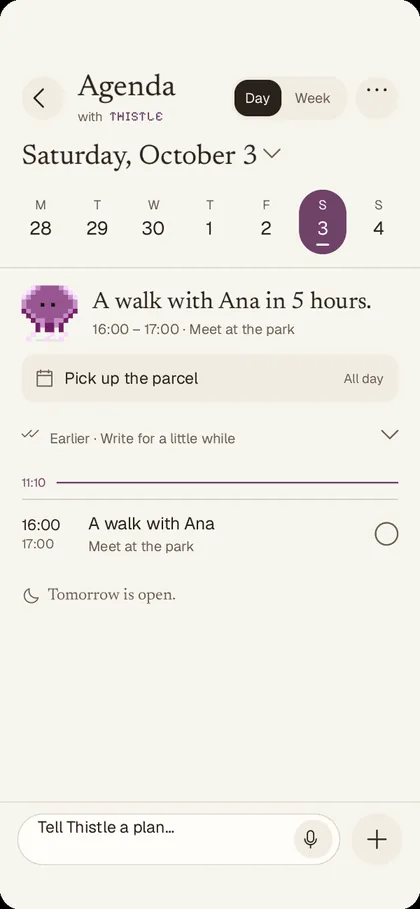 Agenda
with THISTLE
Day
Week
Saturday, October 3
M T W T F S S
28 29 30 1 2 3 4
A walk with Ana in 5 hours.
16:00 – 17:00 · Meet at the park
Pick up the parcel
All day
Earlier · Write for a little while
11:10
16:00 A walk with Ana
17:00 Meet at the park
Tomorrow is open.
Tell Thistle a plan...